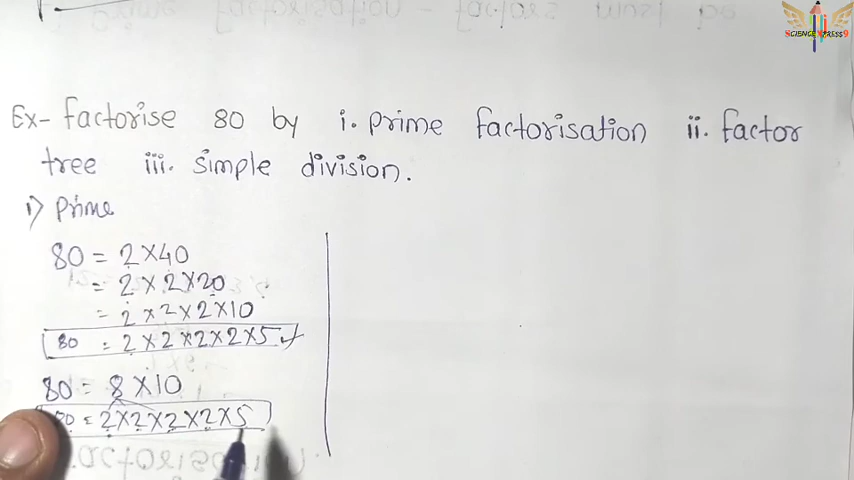 SCIENCE XPRESS9
Ex- Factorise 80 by i. prime factorisation ii. factor
tree iii. simple division.
i) Prime
80 = 2×40
= 2 × 2×20
= 2 × 2 × 2×10
80 = 2 × 2 × 2 × 2 × 5 ✓
80 = 8 ×10
80 = 2×2×2×2×5